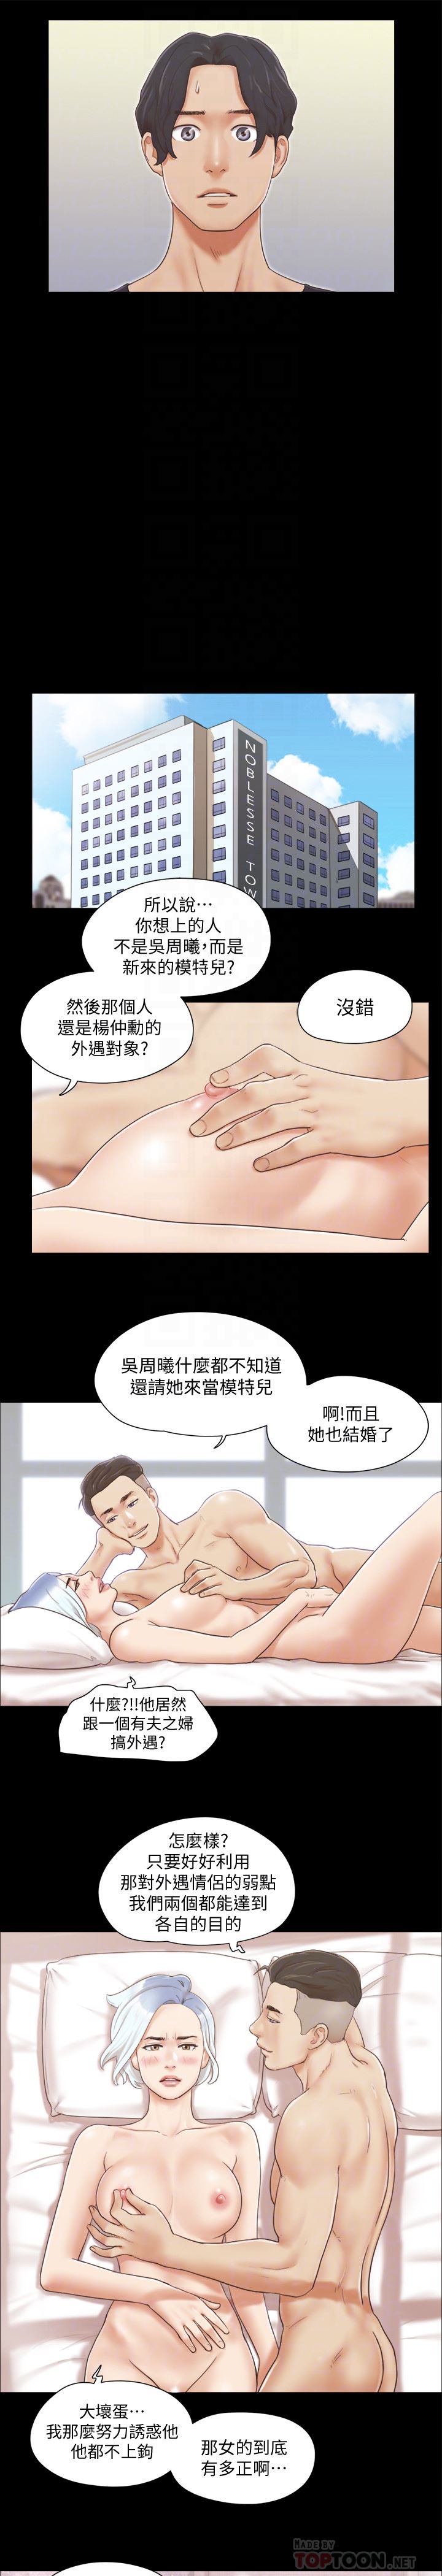 NOBLESSE TOW
所以說…
你想上的人
不是吳周曦，而是
新來的模特兒?
然後那個人
還是楊仲勳的
外遇對象?
沒錯
吳周曦什麼都不知道
還請她來當模特兒
啊!而且
她也結婚了
什麼?!!他居然
跟一個有夫之婦
搞外遇?
怎麼樣?
只要好好利用
那對外遇情侶的弱點
我們兩個都能達到
各自的目的
大壞蛋…
我那麼努力誘惑他
他都不上鉤
那女的到底
有多正啊…
MADE BY
TOPTOON.NET